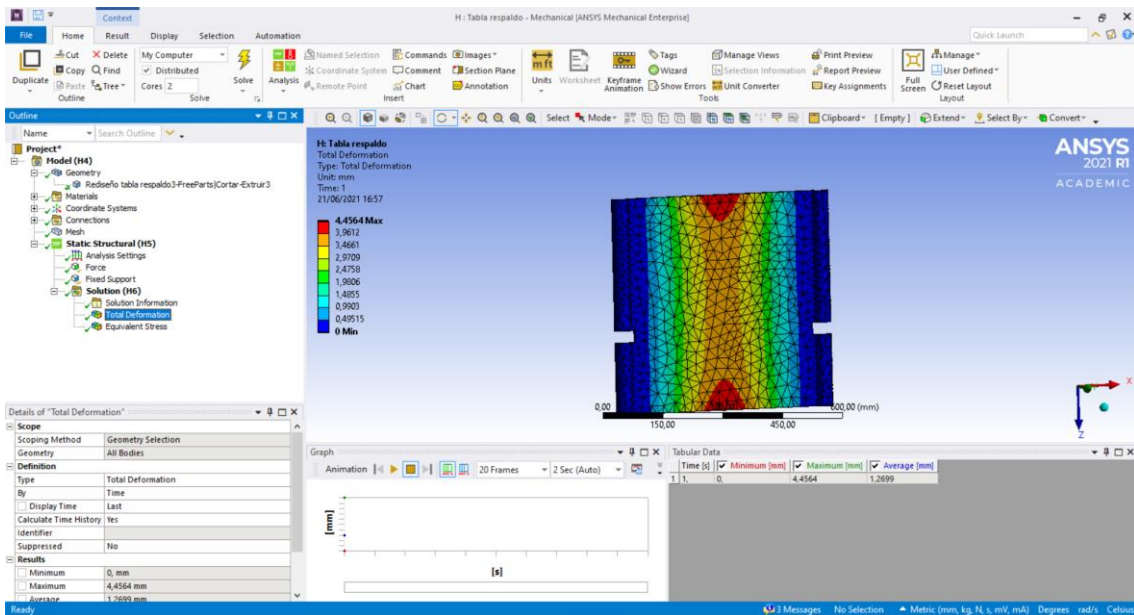 Context
H : Tabla respaldo - Mechanical [ANSYS Mechanical Enterprise]
File Home Result Display Selection Automation
Quick Launch
Duplicate
Cut
Copy
Paste
Delete
Find
Tree
Outline
My Computer
Distributed
Cores 2
Solve
Solve
Analysis
Named Selection
Coordinate System
Remote Point
Commands
Comment
Chart
Images
Section Plane
Annotation
Insert
Units
Worksheet
Keyframe
Animation
Tags
Wizard
Show Errors
Manage Views
Selection Information
Unit Converter
Print Preview
Report Preview
Key Assignments
Tools
Full
Screen
Manage
User Defined
Reset Layout
Layout
Outline
Name Search Outline
Select Mode Clipboard [ Empty ] Extend Select By Convert
Project*
Model (H4)
Geometry
Rediseño tabla respaldo3-FreeParts|Cortar-Extruir3
Materials
Coordinate Systems
Connections
Mesh
Static Structural (H5)
Analysis Settings
Force
Fixed Support
Solution (H6)
Solution Information
Total Deformation
Equivalent Stress
H: Tabla respaldo
Total Deformation
Type: Total Deformation
Unit: mm
Time: 1
21/06/2021 16:57
4,4564 Max
3,9612
3,4661
2,9709
2,4758
1,9806
1,4855
0,9903
0,49515
0 Min
ANSYS
2021 R1
ACADEMIC
0,00
600,00 (mm)
150,00
450,00
X
Z
Details of "Total Deformation"
Scope
Scoping Method Geometry Selection
Geometry All Bodies
Definition
Type Total Deformation
By Time
Display Time Last
Calculate Time History Yes
Identifier
Suppressed No
Results
Minimum 0, mm
Maximum 4,4564 mm
Average 1,2699 mm
Graph
Animation 20 Frames 2 Sec (Auto)
[mm]
[s]
Tabular Data
Time [s] Minimum [mm] Maximum [mm] Average [mm]
1 1, 0, 4,4564 1,2699
Ready
3 Messages No Selection Metric (mm, kg, N, s, mV, mA) Degrees rad/s Celsius